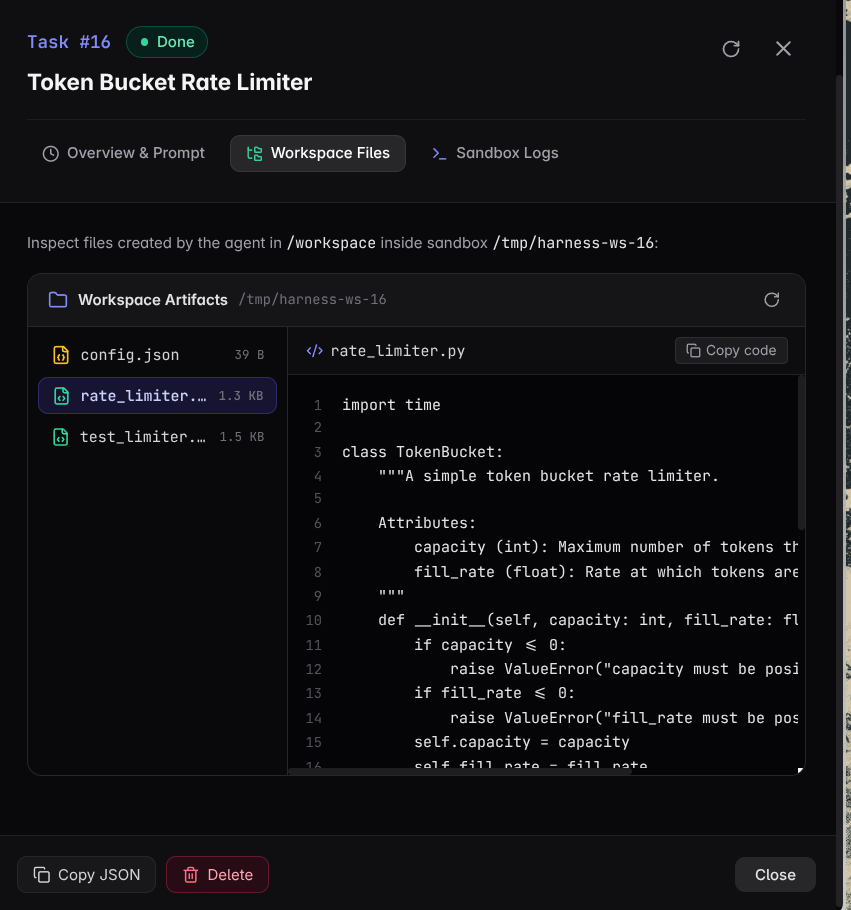 Task #16 Done
Token Bucket Rate Limiter
Overview & Prompt Workspace Files Sandbox Logs
Inspect files created by the agent in /workspace inside sandbox /tmp/harness-ws-16:
Workspace Artifacts /tmp/harness-ws-16
config.json 39 B
rate_limiter.… 1.3 KB
test_limiter.… 1.5 KB
</> rate_limiter.py Copy code
1 import time
2
3 class TokenBucket:
4     """A simple token bucket rate limiter.
5
6     Attributes:
7         capacity (int): Maximum number of tokens th
8         fill_rate (float): Rate at which tokens are
9     """
10     def __init__(self, capacity: int, fill_rate: fl
11         if capacity <= 0:
12             raise ValueError("capacity must be posi
13         if fill_rate <= 0:
14             raise ValueError("fill_rate must be pos
15         self.capacity = capacity
16         self.fill_rate = fill_rate
Copy JSON Delete Close